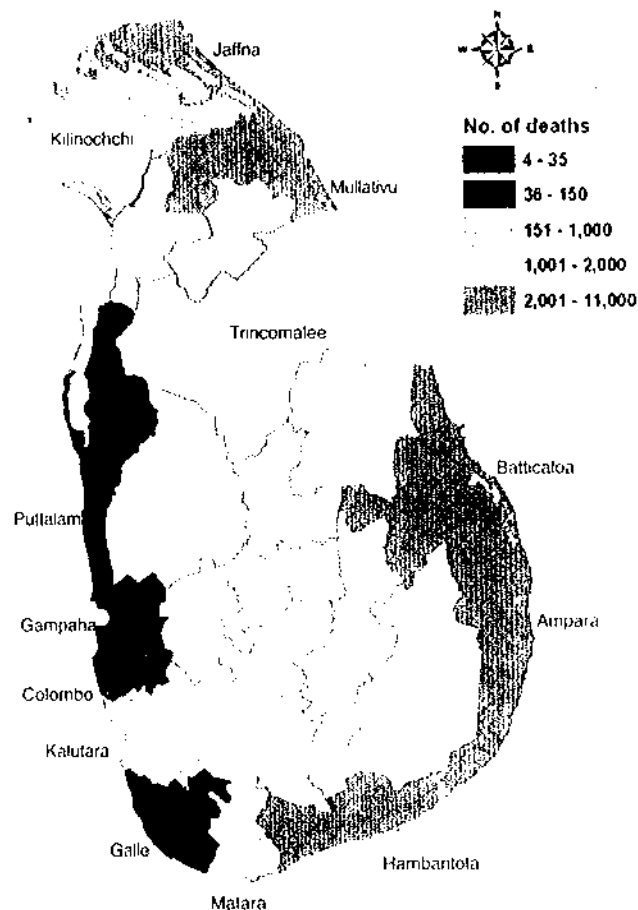 N
W
E
S
Jaffna
No. of deaths
4 - 35
36 - 150
151 - 1,000
1,001 - 2,000
2,001 - 11,000
Kilinochchi
Mullativu
Trincomalee
Batticaloa
Puttalam
Gampaha
Ampara
Colombo
Kalutara
Galle
Hambantota
Matara